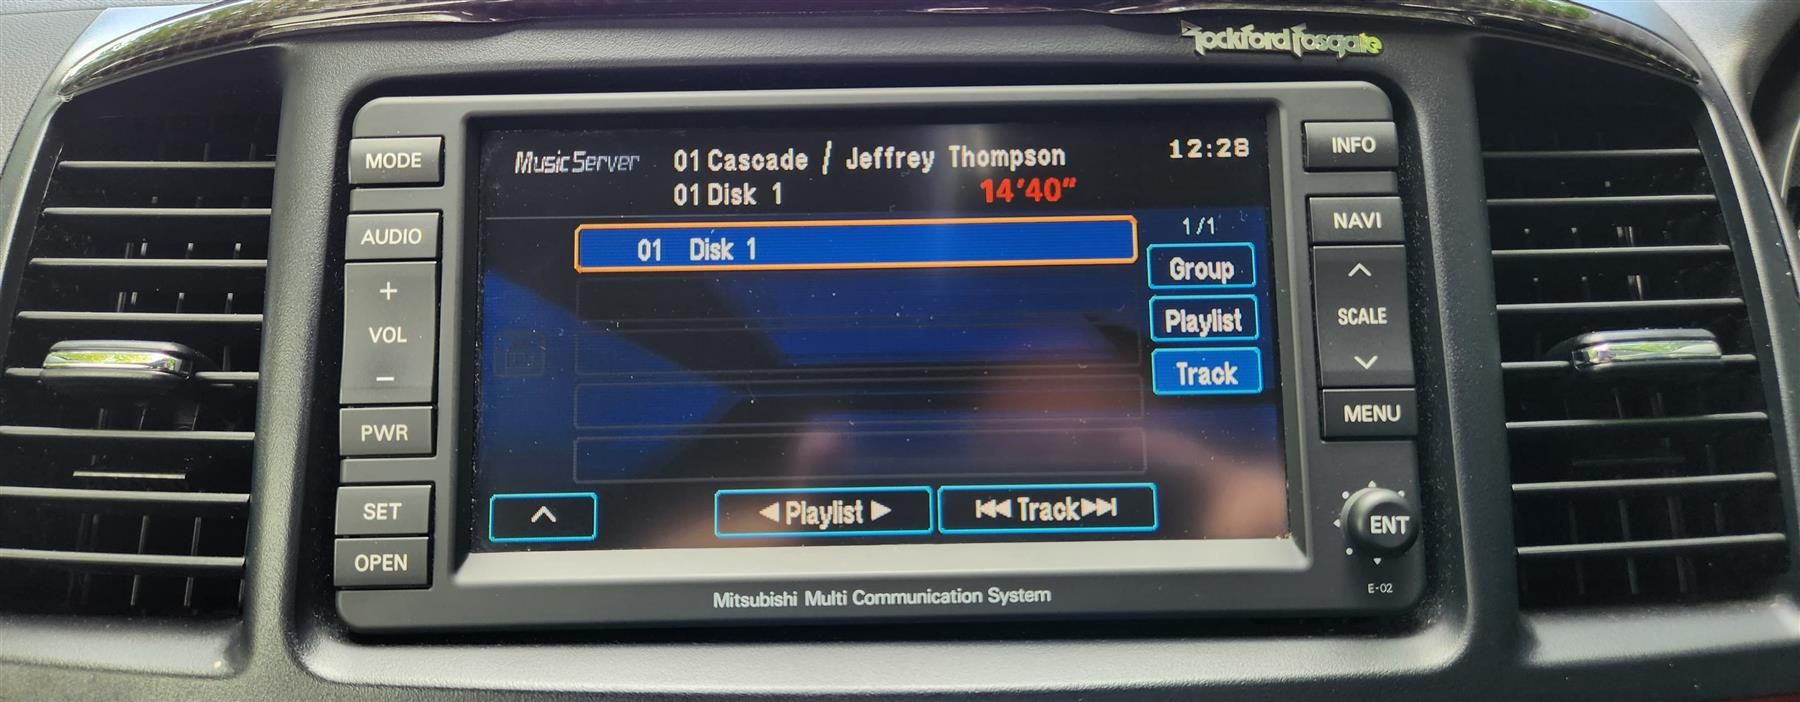 Rockford Fosgate
MODE
AUDIO
+
VOL
−
PWR
SET
OPEN
MusicServer
01 Cascade / Jeffrey Thompson
12:28
01 Disk 1
14'40"
01 Disk 1
1/1
Group
Playlist
Track
◀ Playlist ▶
⏮◀ Track ▶⏭
INFO
NAVI
SCALE
MENU
ENT
E-02
Mitsubishi Multi Communication System